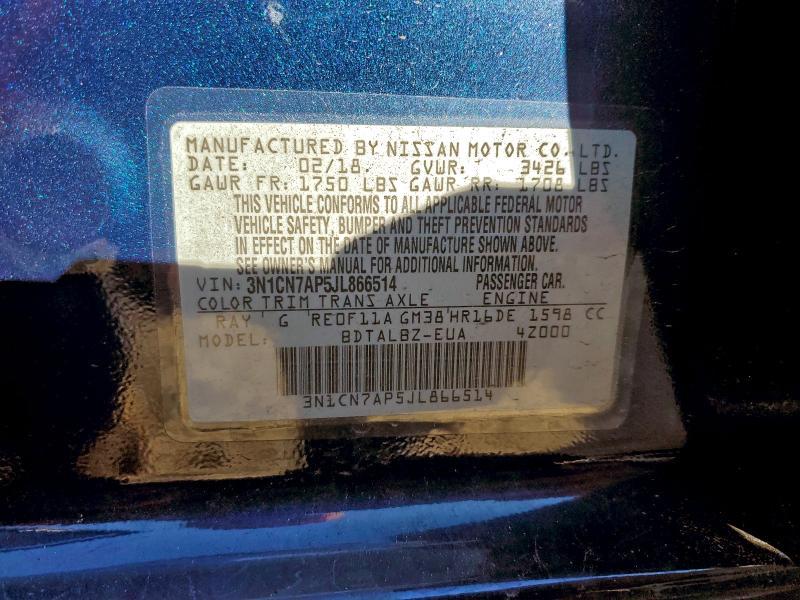 MANUFACTURED BY NISSAN MOTOR CO., LTD.
DATE: 02/18. GVWR: 3426 LBS
GAWR FR: 1750 LBS GAWR RR: 1708 LBS
THIS VEHICLE CONFORMS TO ALL APPLICABLE FEDERAL MOTOR
VEHICLE SAFETY, BUMPER AND THEFT PREVENTION STANDARDS
IN EFFECT ON THE DATE OF MANUFACTURE SHOWN ABOVE.
SEE OWNER'S MANUAL FOR ADDITIONAL INFORMATION.
VIN: 3N1CN7AP5JL866514 PASSENGER CAR.
COLOR TRIM TRANS AXLE ENGINE
RAY ' G RE0F11A GM38'HR16DE 1598 CC
MODEL: BDTALBZ-EUA 4Z000
3N1CN7AP5JL866514